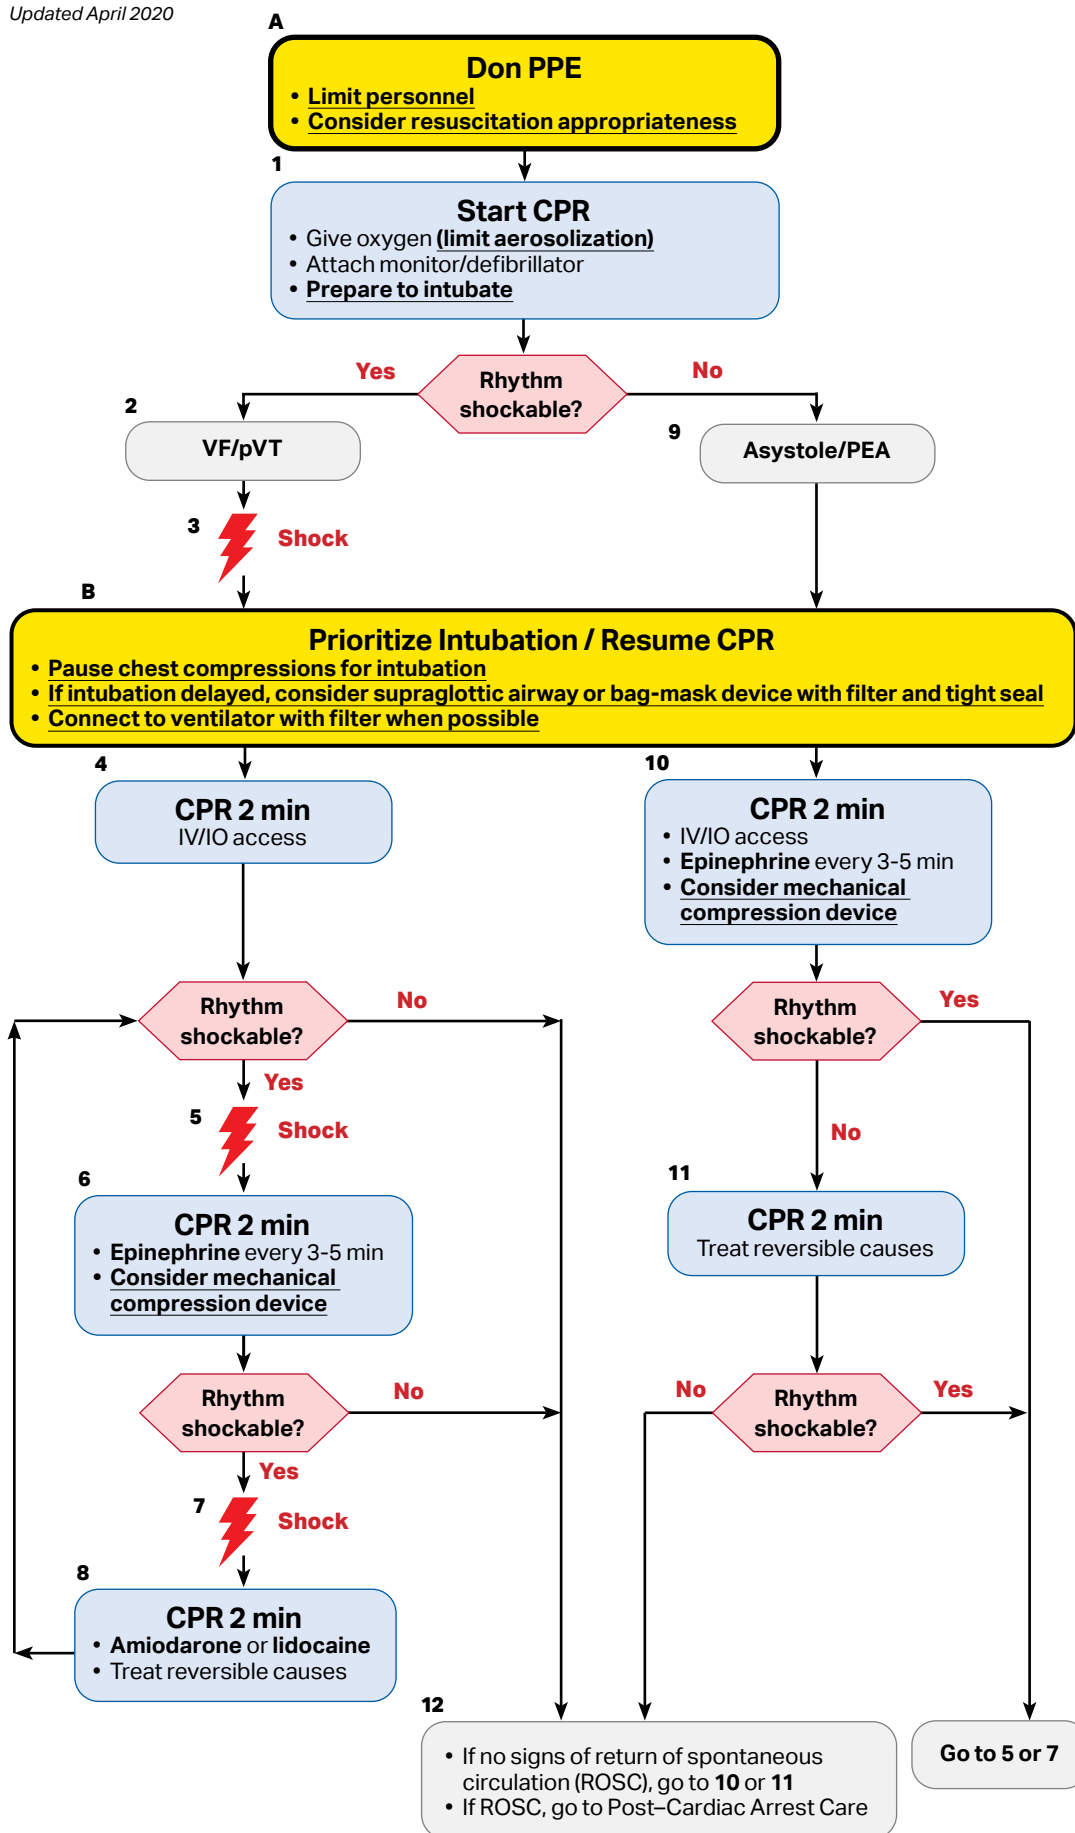 Updated April 2020
A
Don PPE
• Limit personnel
• Consider resuscitation appropriateness
1
Start CPR
• Give oxygen (limit aerosolization)
• Attach monitor/defibrillator
• Prepare to intubate
Yes
Rhythm
shockable?
No
2
VF/pVT
9
Asystole/PEA
3
Shock
B
Prioritize Intubation / Resume CPR
• Pause chest compressions for intubation
• If intubation delayed, consider supraglottic airway or bag-mask device with filter and tight seal
• Connect to ventilator with filter when possible
4
CPR 2 min
IV/IO access
10
CPR 2 min
• IV/IO access
• Epinephrine every 3-5 min
• Consider mechanical
compression device
Rhythm
shockable?
No
Yes
5
Shock
Rhythm
shockable?
Yes
No
6
CPR 2 min
• Epinephrine every 3-5 min
• Consider mechanical
compression device
11
CPR 2 min
Treat reversible causes
Rhythm
shockable?
No
Yes
7
Shock
No
Rhythm
shockable?
Yes
8
CPR 2 min
• Amiodarone or lidocaine
• Treat reversible causes
12
• If no signs of return of spontaneous
circulation (ROSC), go to 10 or 11
• If ROSC, go to Post–Cardiac Arrest Care
Go to 5 or 7